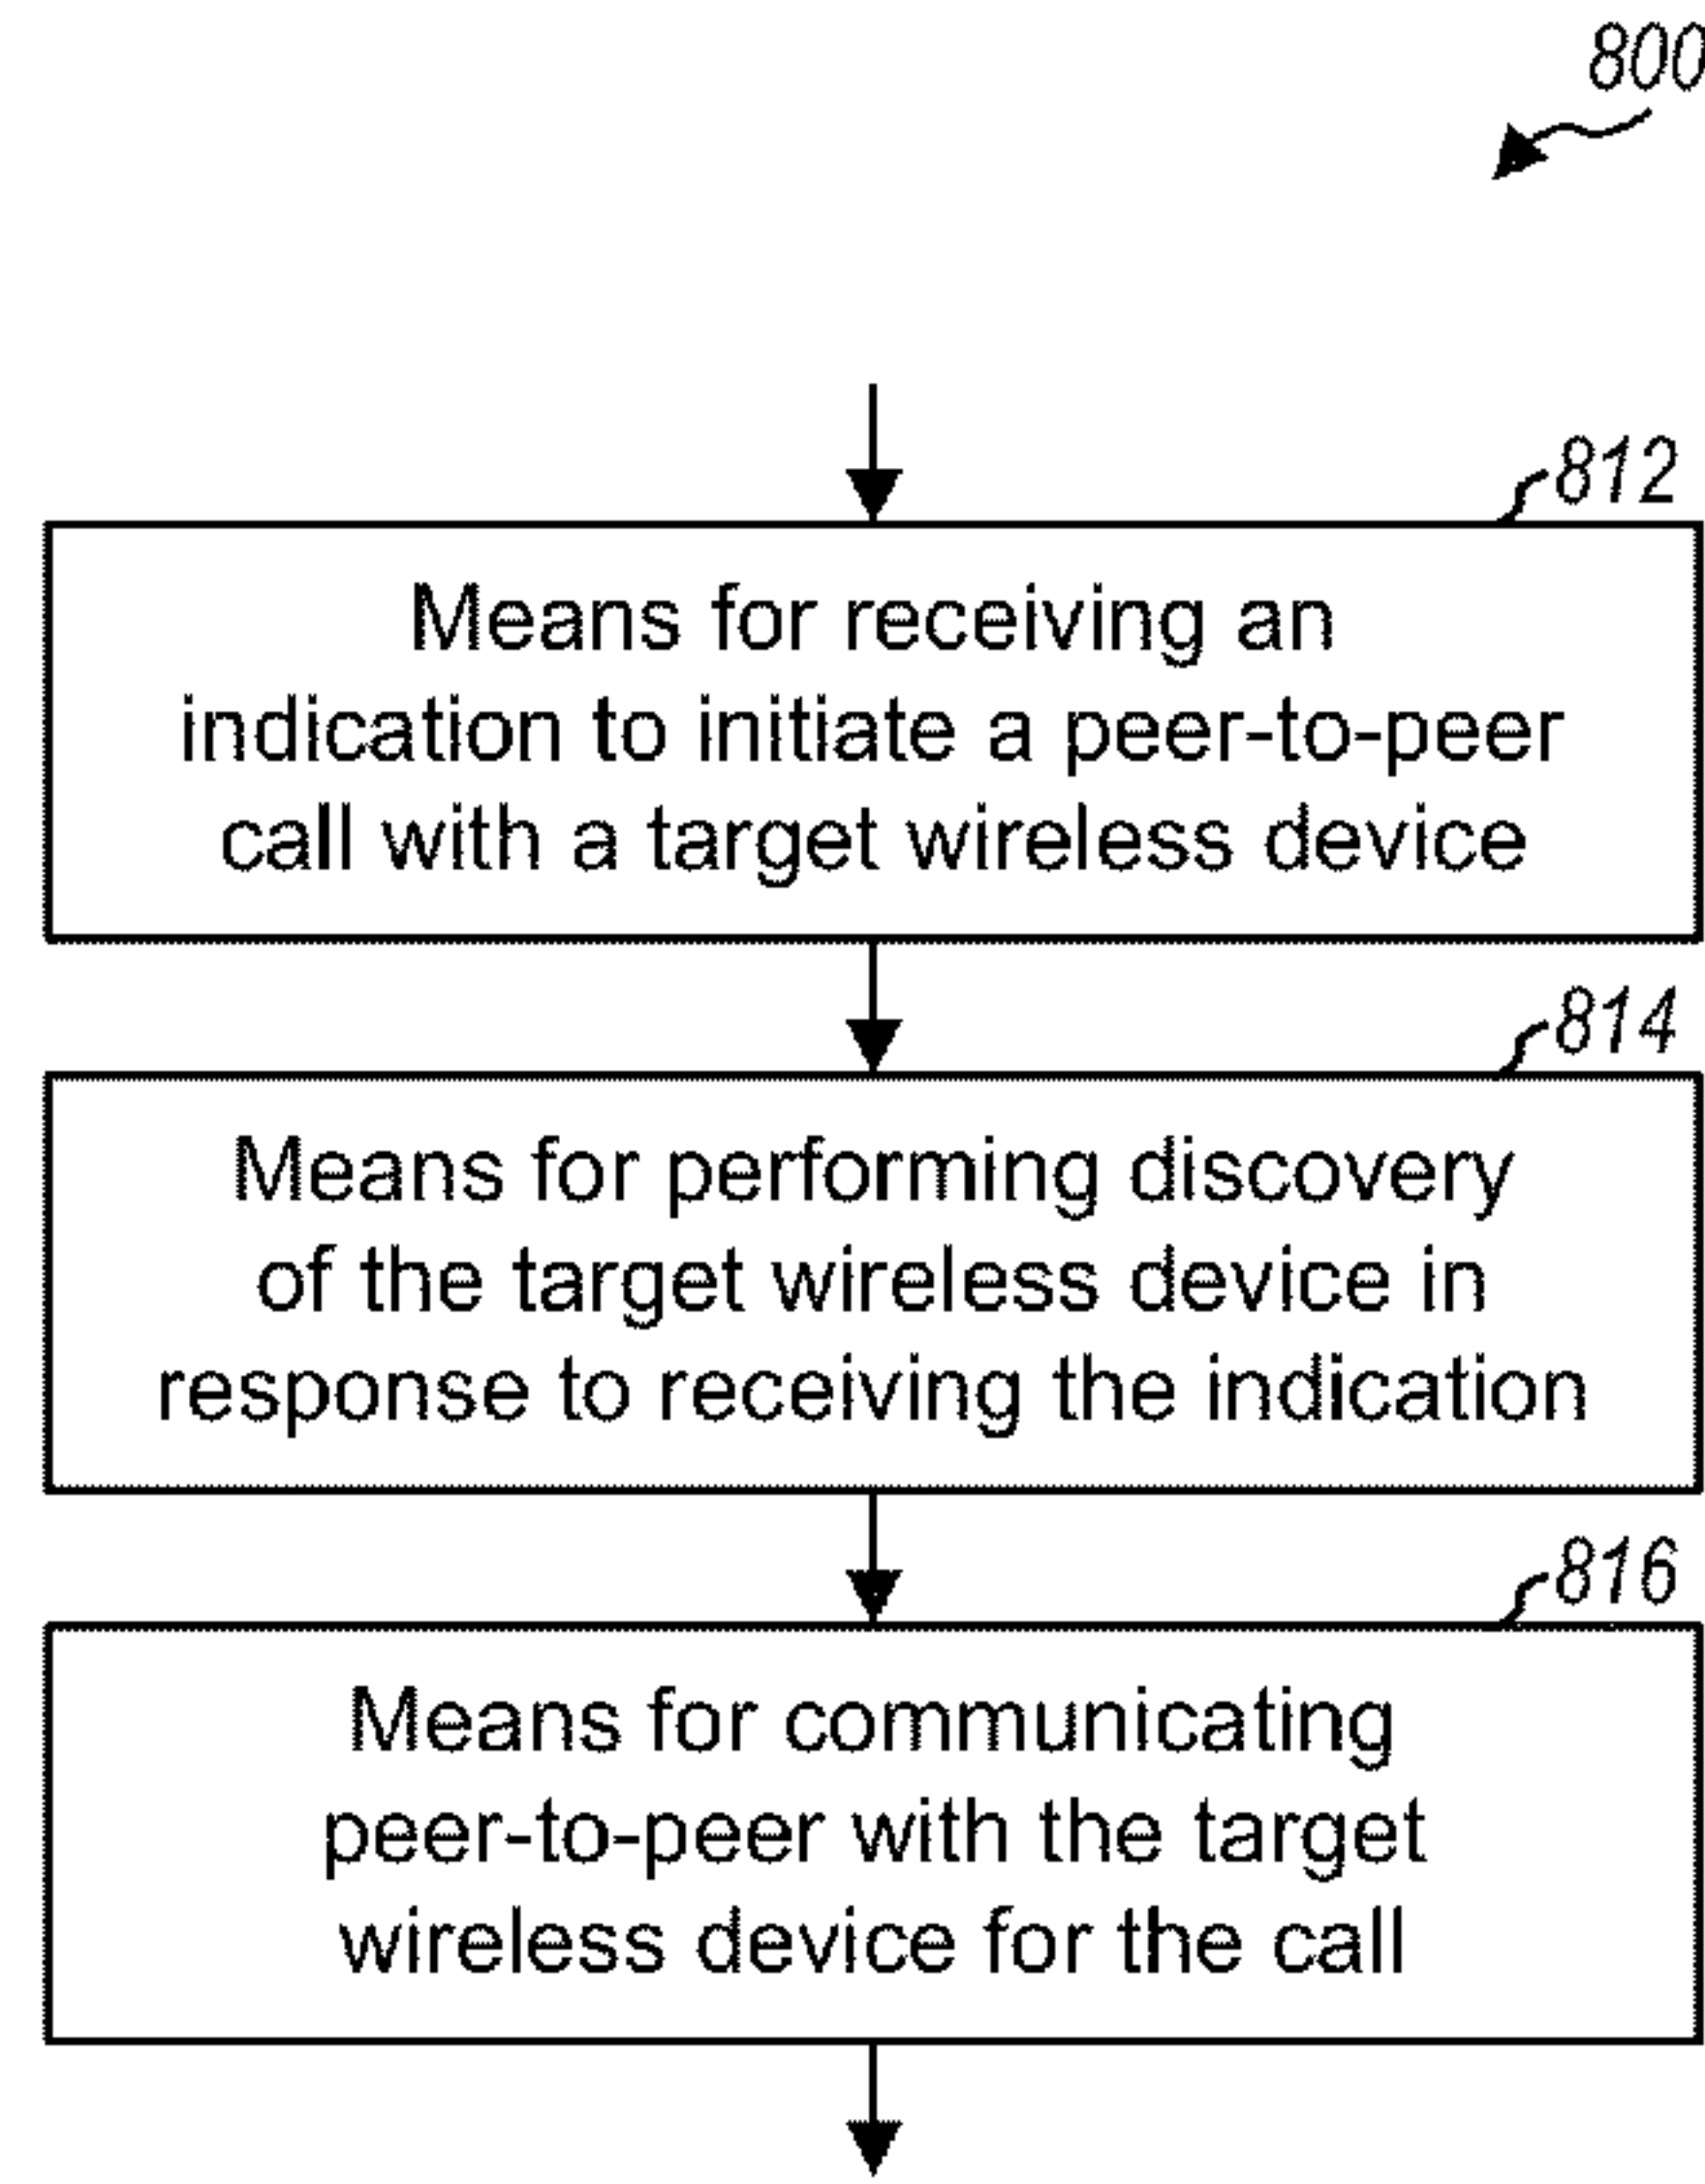 800
812
Means for receiving an
indication to initiate a peer-to-peer
call with a target wireless device
814
Means for performing discovery
of the target wireless device in
response to receiving the indication
816
Means for communicating
peer-to-peer with the target
wireless device for the call